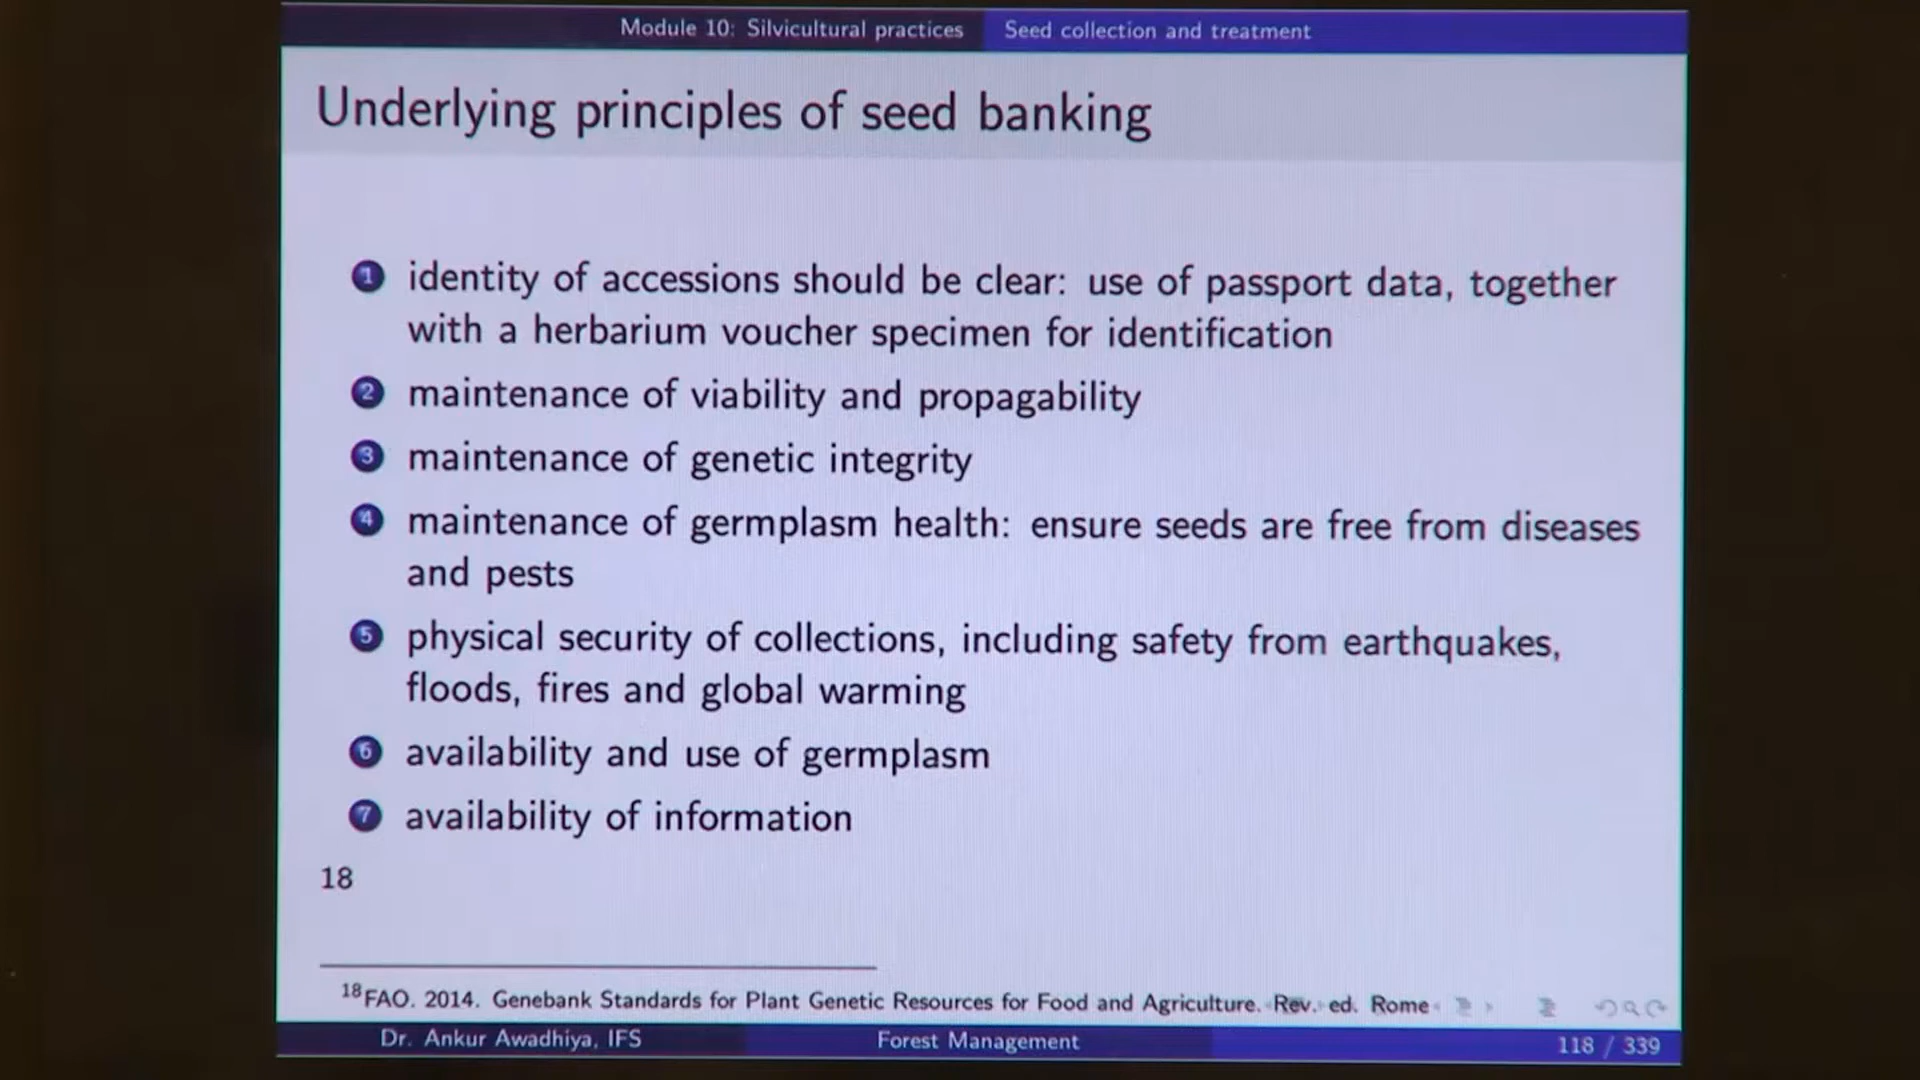 Module 10: Silvicultural practices Seed collection and treatment
Underlying principles of seed banking
1 identity of accessions should be clear: use of passport data, together
with a herbarium voucher specimen for identification
2 maintenance of viability and propagability
3 maintenance of genetic integrity
4 maintenance of germplasm health: ensure seeds are free from diseases
and pests
5 physical security of collections, including safety from earthquakes,
floods, fires and global warming
6 availability and use of germplasm
7 availability of information
18
18 FAO. 2014. Genebank Standards for Plant Genetic Resources for Food and Agriculture. Rev. ed. Rome
Dr. Ankur Awadhiya, IFS Forest Management 118 / 339